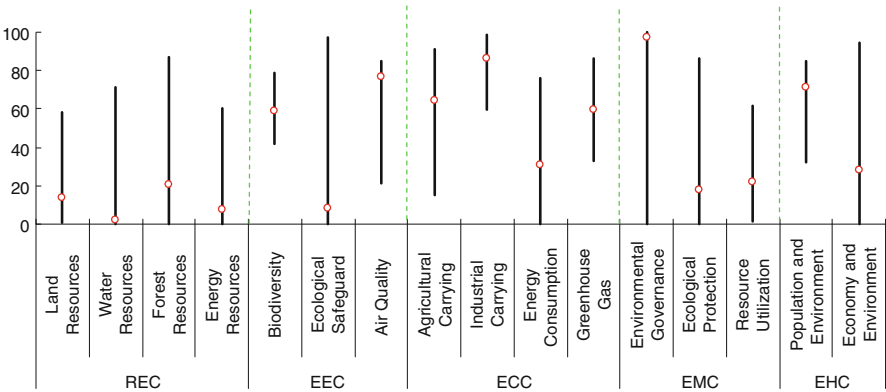 100
80
60
40
20
0
Land
Resources
Water
Resources
Forest
Resources
Energy
Resources
Biodiversity
Ecological
Safeguard
Air Quality
Agricultural
Carrying
Industrial
Carrying
Energy
Consumption
Greenhouse
Gas
Environmental
Governance
Ecological
Protection
Resource
Utilization
Population and
Environment
Economy and
Environment
REC
EEC
ECC
EMC
EHC